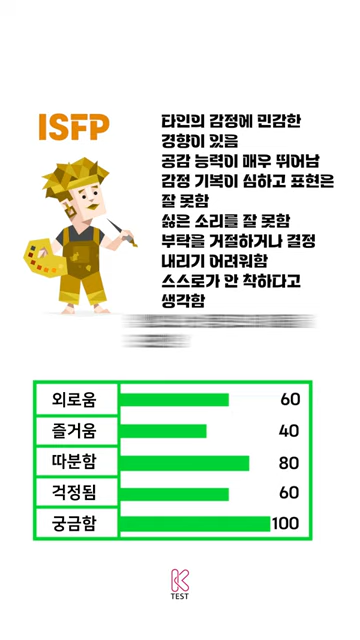 ISFP
타인의 감정에 민감한
경향이 있음
공감 능력이 매우 뛰어남
감정 기복이 심하고 표현은
잘 못함
싫은 소리를 잘 못함
부탁을 거절하거나 결정
내리기 어려워함
스스로가 안 착하다고
생각함
외로움 60
즐거움 40
따분함 80
걱정됨 60
궁금함 100
K
TEST